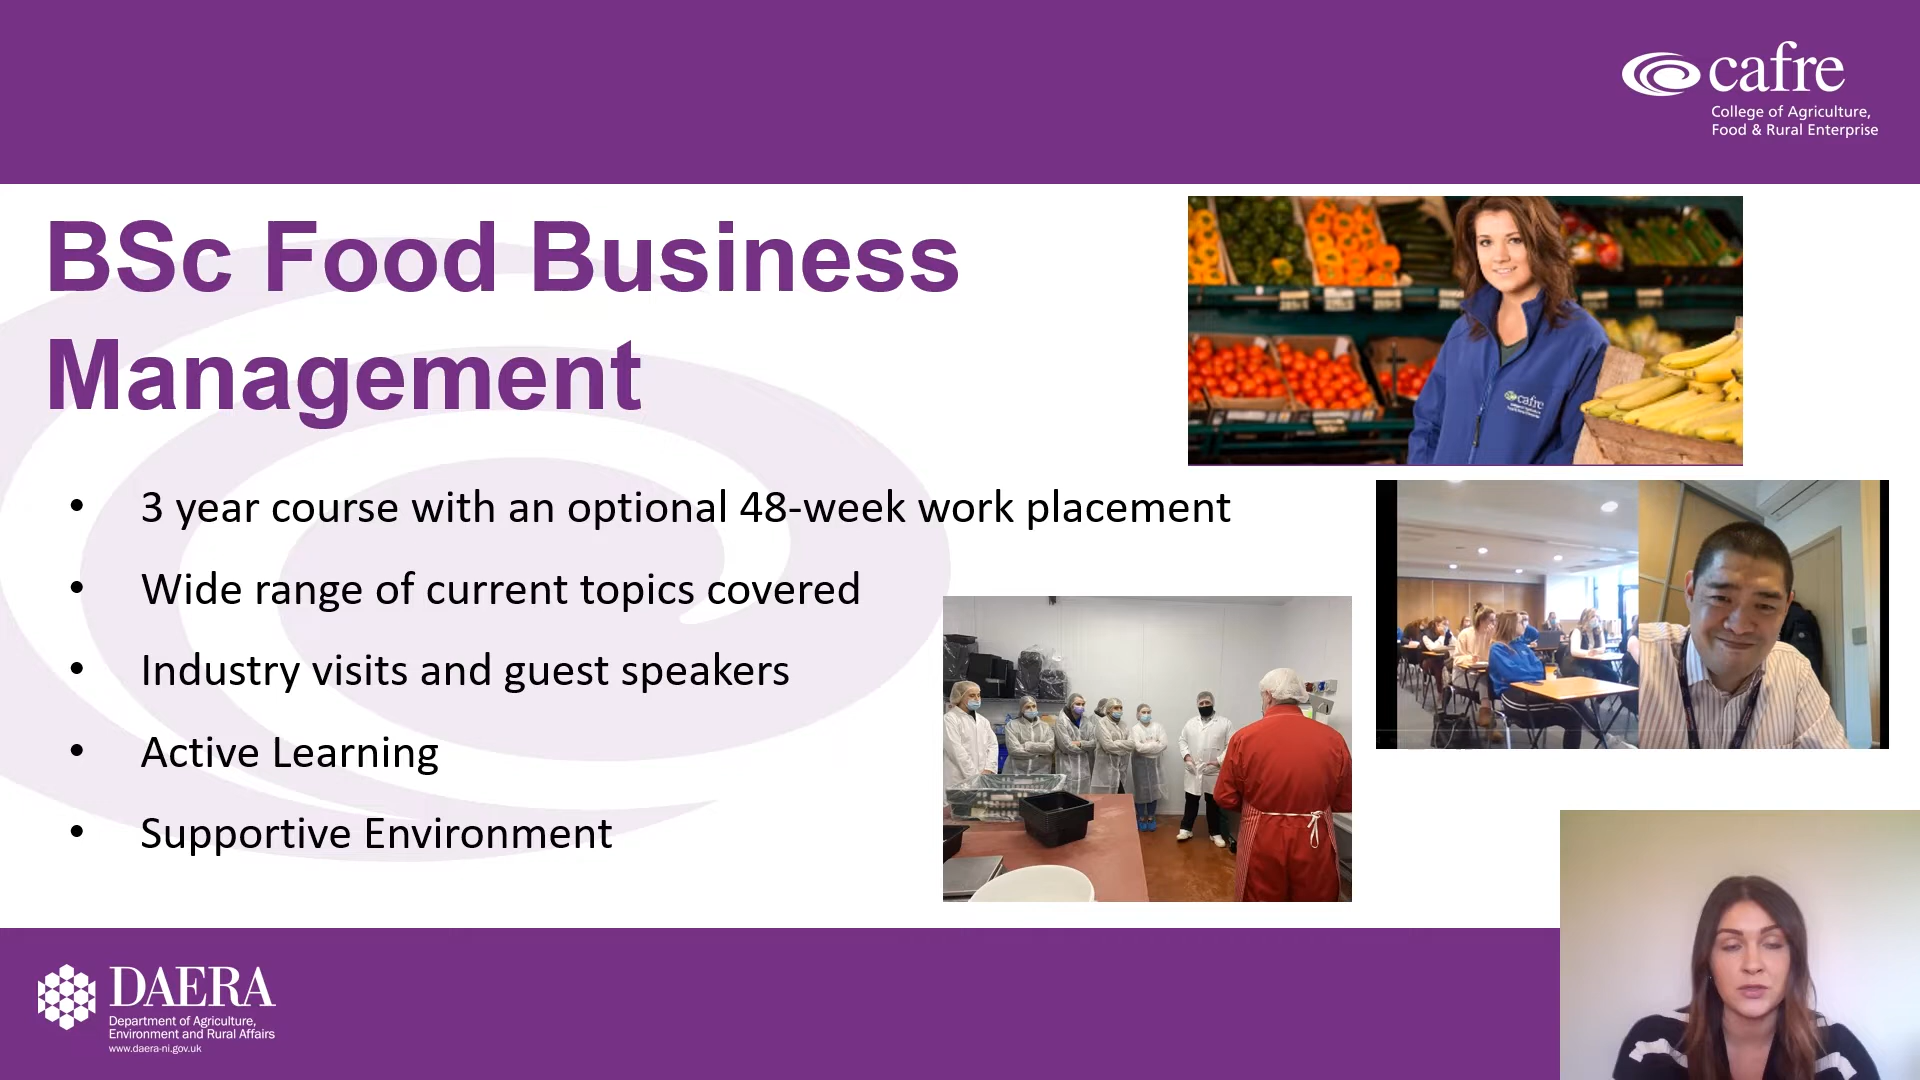 cafre
College of Agriculture,
Food & Rural Enterprise
BSc Food Business
Management
• 3 year course with an optional 48-week work placement
• Wide range of current topics covered
• Industry visits and guest speakers
• Active Learning
• Supportive Environment
cafre
DAERA
Department of Agriculture,
Environment and Rural Affairs
www.daera-ni.gov.uk